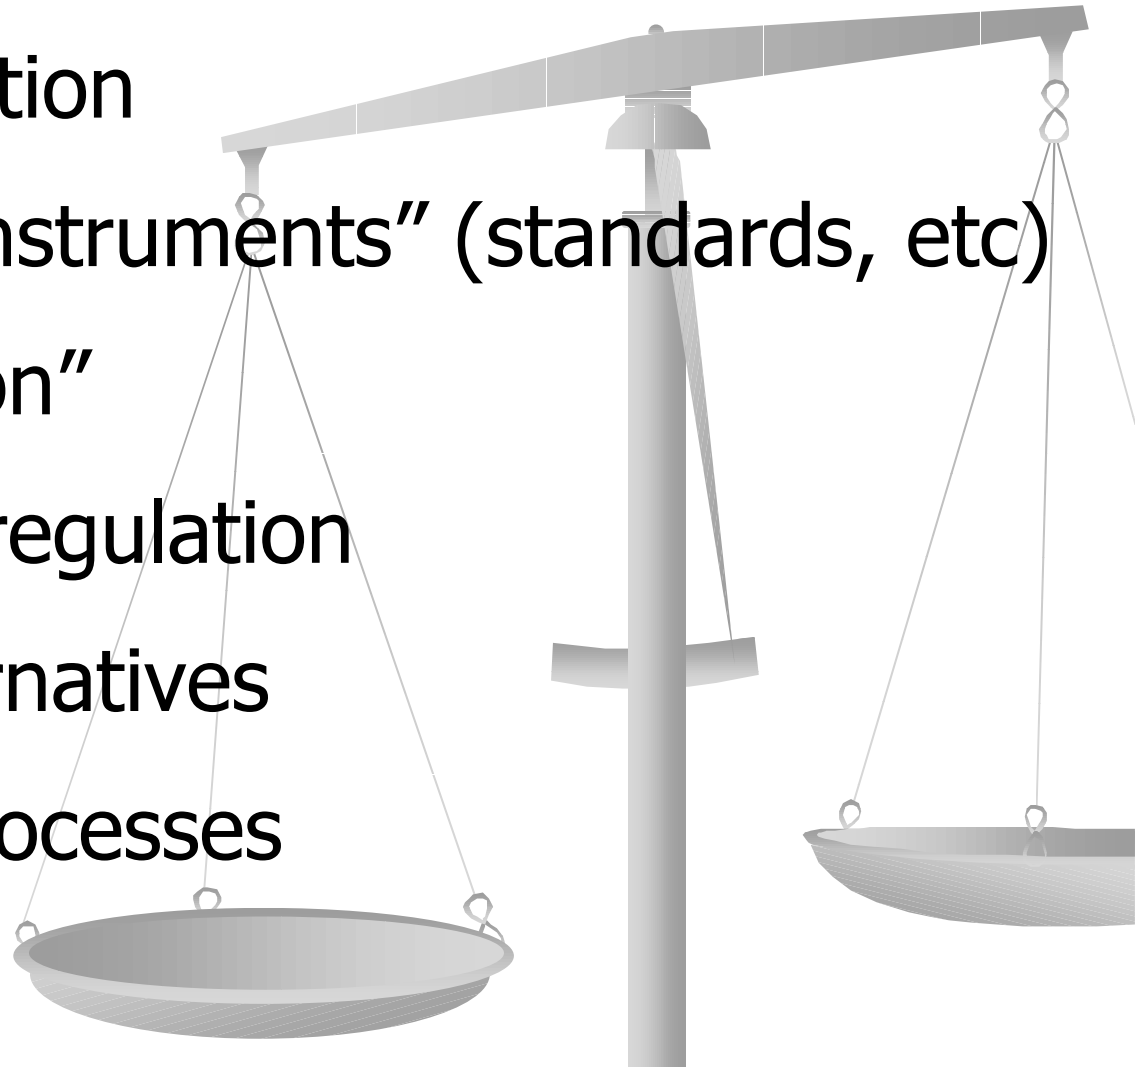 tion
nstruments” (standards, etc)
on”
regulation
rnatives
ocesses